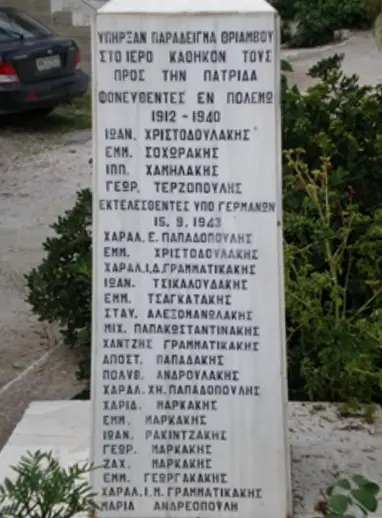 ΥΠΗΡΞΑΝ ΠΑΡΑΔΕΙΓΜΑ ΘΡΙΑΜΒΟΥ
ΣΤΟ ΙΕΡΟ ΚΑΘΗΚΟΝ ΤΟΥΣ
ΠΡΟΣ ΤΗΝ ΠΑΤΡΙΔΑ
ΦΟΝΕΥΘΕΝΤΕΣ ΕΝ ΠΟΛΕΜΩ
1912 - 1940
ΙΩΑΝ. ΧΡΙΣΤΟΔΟΥΛΑΚΗΣ
ΕΜΜ. ΣΟΧΩΡΑΚΗΣ
ΙΠΠ. ΧΑΜΗΛΑΚΗΣ
ΓΕΩΡ. ΤΕΡΖΟΠΟΥΛΗΣ
ΕΚΤΕΛΕΣΘΕΝΤΕΣ ΥΠΟ ΓΕΡΜΑΝΩΝ
15. 9. 1943
ΧΑΡΑΛ. Ε. ΠΑΠΑΔΟΠΟΥΛΗΣ
ΕΜΜ. ΧΡΙΣΤΟΔΟΥΛΑΚΗΣ
ΧΑΡΑΛ. Ι. Δ. ΓΡΑΜΜΑΤΙΚΑΚΗΣ
ΙΩΑΝ. ΤΣΙΚΑΛΟΥΔΑΚΗΣ
ΕΜΜ. ΤΣΑΓΚΑΤΑΚΗΣ
ΣΤΑΥ. ΑΛΕΞΟΜΑΝΩΛΑΚΗΣ
ΜΙΧ. ΠΑΠΑΚΩΣΤΑΝΤΙΝΑΚΗΣ
ΧΑΝΤΖΗΣ ΓΡΑΜΜΑΤΙΚΑΚΗΣ
ΑΠΟΣΤ. ΠΑΠΑΔΑΚΗΣ
ΠΟΛΥΒ. ΑΝΔΡΟΥΛΑΚΗΣ
ΧΑΡΑΛ. ΧΗ. ΠΑΠΑΔΟΠΟΥΛΗΣ
ΧΑΡΙΔ. ΜΑΡΚΑΚΗΣ
ΕΜΜ. ΜΑΡΚΑΚΗΣ
ΙΩΑΝ. ΡΑΚΙΝΤΖΑΚΗΣ
ΓΕΩΡ. ΜΑΡΚΑΚΗΣ
ΖΑΧ. ΜΑΡΚΑΚΗΣ
ΕΜΜ. ΓΕΩΡΓΑΚΑΚΗΣ
ΧΑΡΑΛ. Ι. Μ. ΓΡΑΜΜΑΤΙΚΑΚΗΣ
ΜΑΡΙΑ ΑΝΔΡΕΟΠΟΥΛΗ